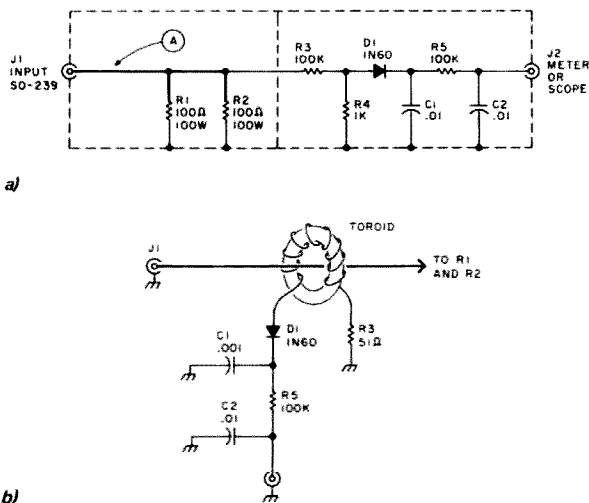 J1
INPUT
SO-239
A
R1
100Ω
100W
R2
100Ω
100W
R3
100K
R4
1K
D1
IN60
C1
.01
R5
100K
C2
.01
J2
METER
OR
SCOPE
a)
TOROID
J1
TO R1
AND R2
D1
IN60
R3
51Ω
C1
.001
R5
100K
C2
.01
b)